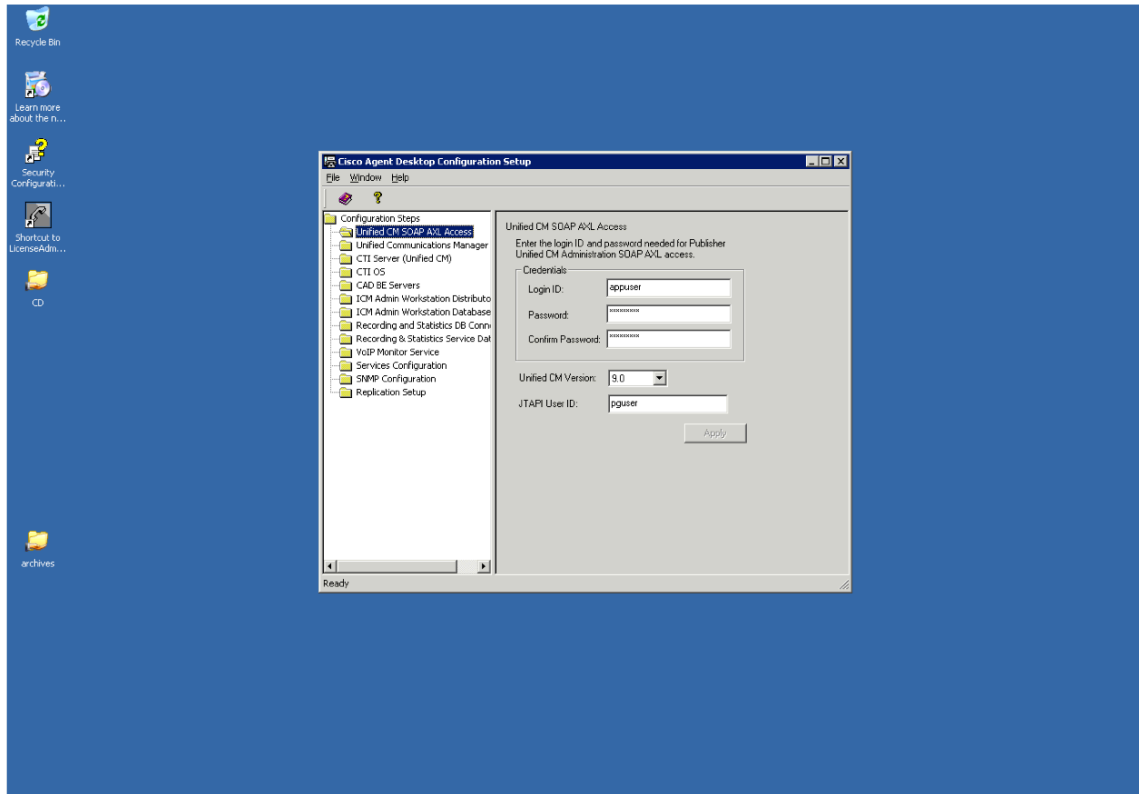 Recycle Bin
Learn more
about the n...
Security
Configurati...
Shortcut to
LicenseAdm...
CD
archives
Cisco Agent Desktop Configuration Setup
File Window Help
Configuration Steps
Unified CM SOAP AXL Access
Unified Communications Manager
CTI Server (Unified CM)
CTI OS
CAD BE Servers
ICM Admin Workstation Distributo
ICM Admin Workstation Database
Recording and Statistics DB Conn
Recording & Statistics Service Dat
VoIP Monitor Service
Services Configuration
SNMP Configuration
Replication Setup
Unified CM SOAP AXL Access
Enter the login ID and password needed for Publisher
Unified CM Administration SOAP AXL access.
Credentials
Login ID: appuser
Password: ********
Confirm Password: ********
Unified CM Version: 9.0
JTAPI User ID: pguser
Apply
Ready